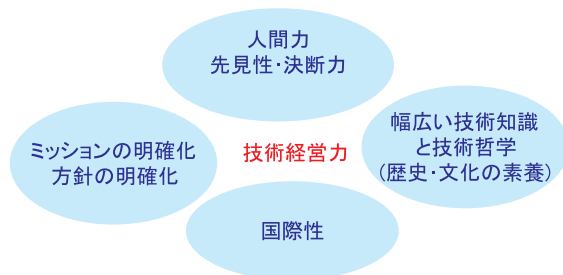 人間力
先見性・決断力
ミッションの明確化
方針の明確化
技術経営力
幅広い技術知識
と技術哲学
(歴史・文化の素養)
国際性